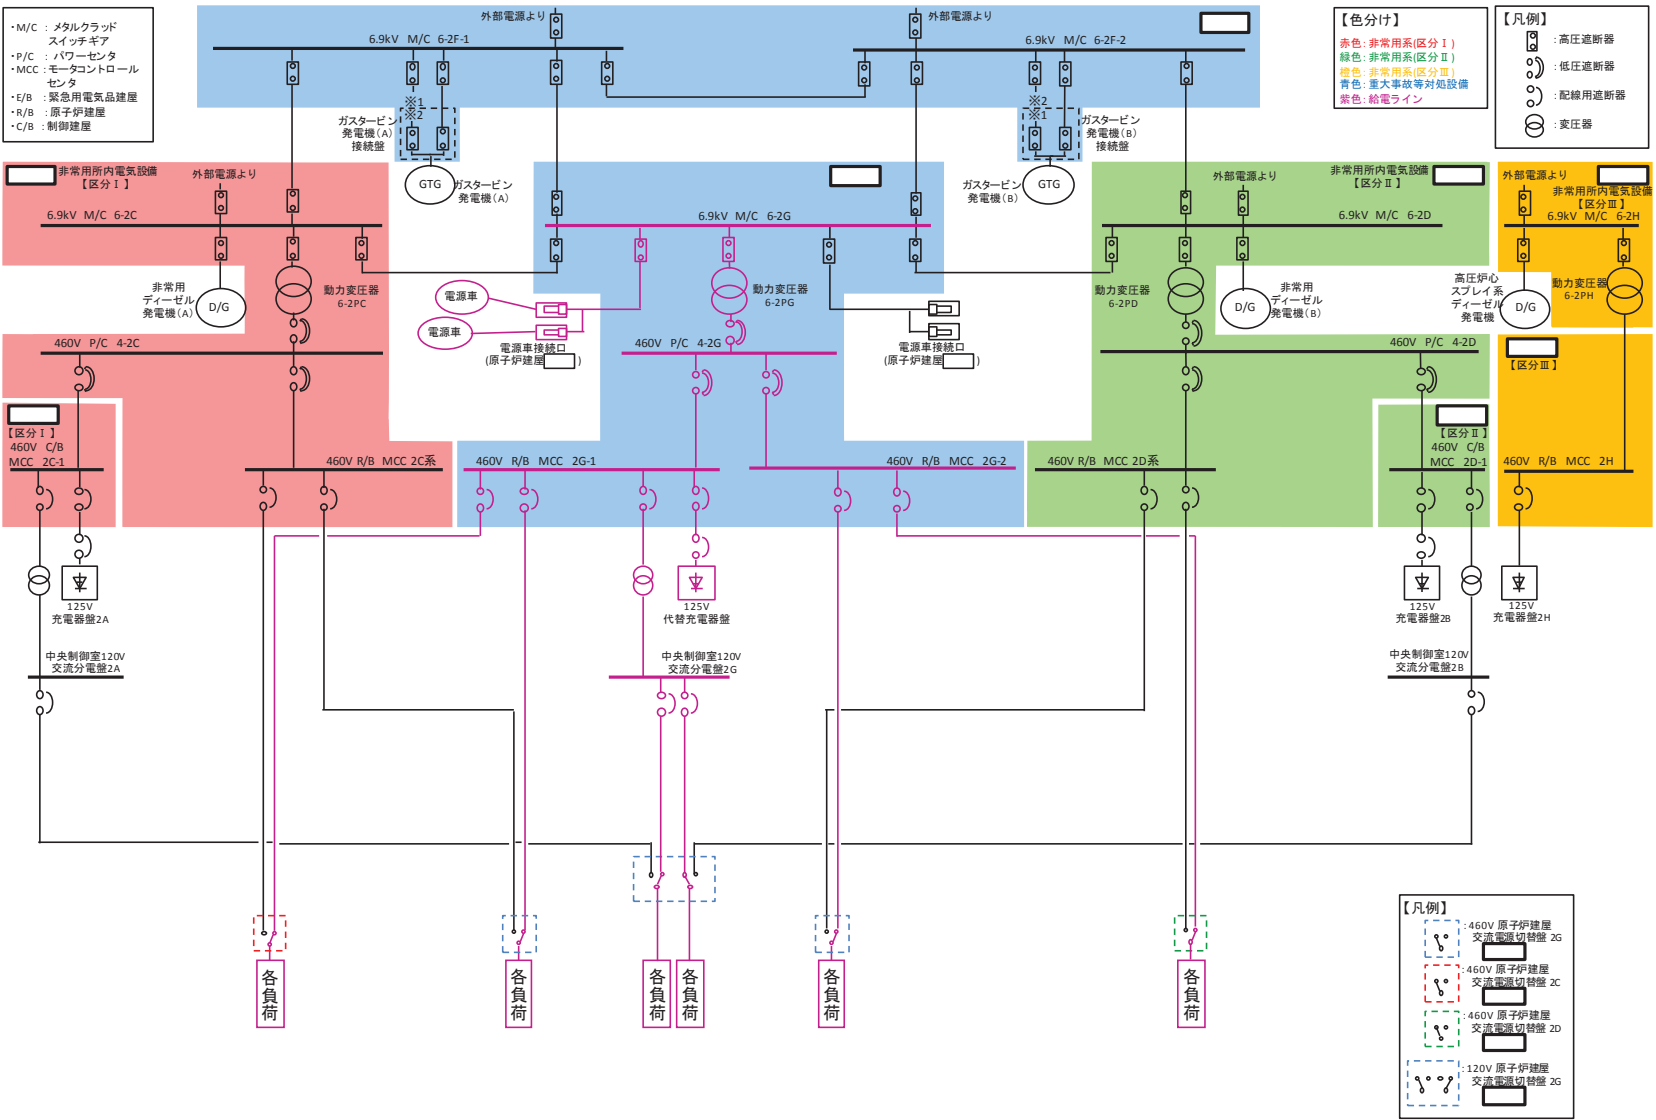 ・M/C ： メタルクラッド
スイッチギア
・P/C ： パワーセンタ
・MCC ：モータコントロール
センタ
・E/B ：緊急用電気品建屋
・R/B ：原子炉建屋
・C/B ：制御建屋
外部電源より
6.9kV M/C 6-2F-1
外部電源より
6.9kV M/C 6-2F-2
【色分け】
赤色：非常用系(区分Ⅰ)
緑色：非常用系(区分Ⅱ)
橙色：非常用系(区分Ⅲ)
青色：重大事故等対処設備
紫色：給電ライン
【凡例】
：高圧遮断器
：低圧遮断器
：配線用遮断器
：変圧器
※1
※2
ガスタービン
発電機(A)
接続盤
GTG
ガスタービン
発電機(A)
※2
※1
ガスタービン
発電機(B)
接続盤
GTG
ガスタービン
発電機(B)
非常用所内電気設備
【区分Ⅰ】
外部電源より
6.9kV M/C 6-2C
非常用
ディーゼル
発電機(A)
D/G
動力変圧器
6-2PC
460V P/C 4-2C
【区分Ⅰ】
460V C/B
MCC 2C-1
460V R/B MCC 2C系
6.9kV M/C 6-2G
電源車
電源車
電源車接続口
(原子炉建屋 )
動力変圧器
6-2PG
460V P/C 4-2G
電源車接続口
(原子炉建屋 )
460V R/B MCC 2G-1
460V R/B MCC 2G-2
外部電源より
非常用所内電気設備
【区分Ⅱ】
6.9kV M/C 6-2D
動力変圧器
6-2PD
D/G
非常用
ディーゼル
発電機(B)
460V P/C 4-2D
【区分Ⅱ】
460V C/B
MCC 2D-1
460V R/B MCC 2D系
外部電源より
非常用所内電気設備
【区分Ⅲ】
6.9kV M/C 6-2H
高圧炉心
スプレイ系
ディーゼル
発電機
D/G
動力変圧器
6-2PH
【区分Ⅲ】
460V R/B MCC 2H
125V
充電器盤2A
125V
代替充電器盤
125V
充電器盤2B
125V
充電器盤2H
中央制御室120V
交流分電盤2A
中央制御室120V
交流分電盤2G
中央制御室120V
交流分電盤2B
各負荷
各負荷
各負荷
各負荷
各負荷
各負荷
【凡例】
：460V 原子炉建屋
交流電源切替盤 2G
：460V 原子炉建屋
交流電源切替盤 2C
：460V 原子炉建屋
交流電源切替盤 2D
：120V 原子炉建屋
交流電源切替盤 2G